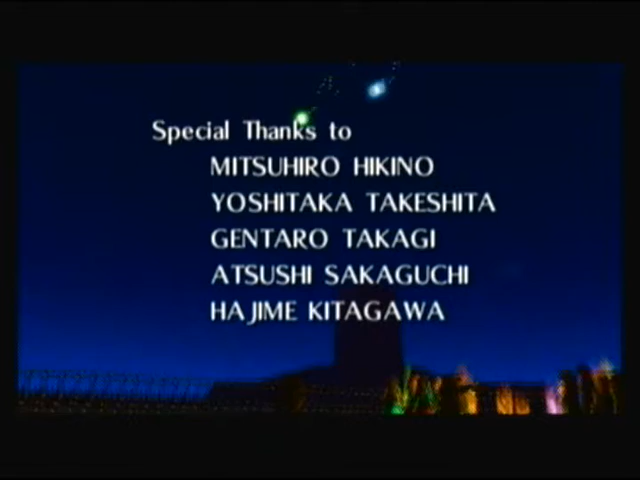 Special Thanks to
MITSUHIRO HIKINO
YOSHITAKA TAKESHITA
GENTARO TAKAGI
ATSUSHI SAKAGUCHI
HAJIME KITAGAWA